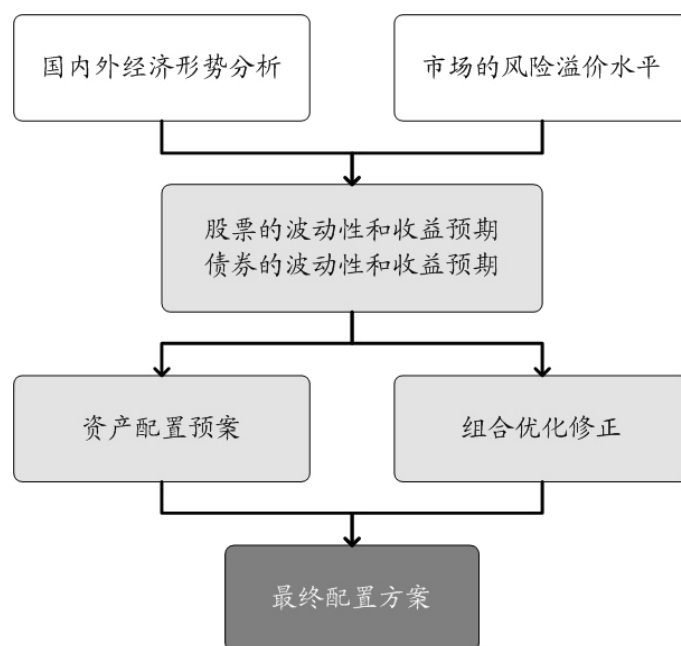 国内外经济形势分析
市场的风险溢价水平
股票的波动性和收益预期
债券的波动性和收益预期
资产配置预案
组合优化修正
最终配置方案